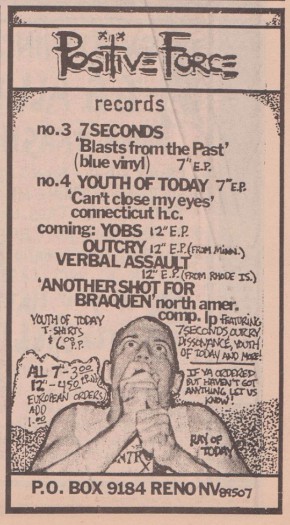 POSITIVE FORCE
records
no.3 7SECONDS
'Blasts from the Past'
(blue vinyl) 7" E.P.
no.4 YOUTH OF TODAY 7" E.P.
'Can't close my eyes'
connecticut h.c.
coming: YOBS 12" E.P.
OUTCRY 12" E.P. (FROM MINN.)
VERBAL ASSAULT
12" E.P. (FROM RHODE IS.)
'ANOTHER SHOT FOR
BRAQUEN' north amer.
comp. lp FEATURING
7SECONDS OUTCRY
DISSONANCE, YOUTH
OF TODAY AND MORE!
YOUTH OF TODAY
T-SHIRTS
$6.00 P.P.
ALL 7"-3.00
12"-4.50
EUROPEAN ORDERS
ADD
1.00
IF YA ORDERED
BUT HAVEN'T GOT
ANYTHING, LET US
KNOW!
RAY OF
TODAY
P.O. BOX 9184 RENO NV 89507